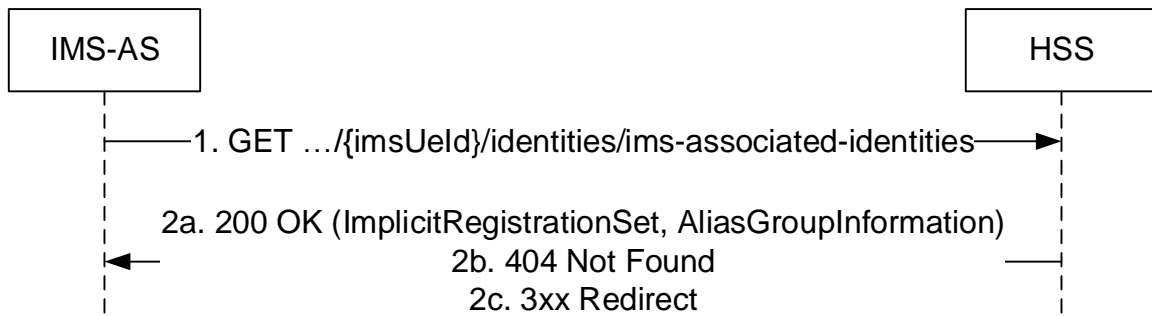 IMS-AS
HSS
1. GET …/{imsUeId}/identities/ims-associated-identities
2a. 200 OK (ImplicitRegistrationSet, AliasGroupInformation)
2b. 404 Not Found
2c. 3xx Redirect